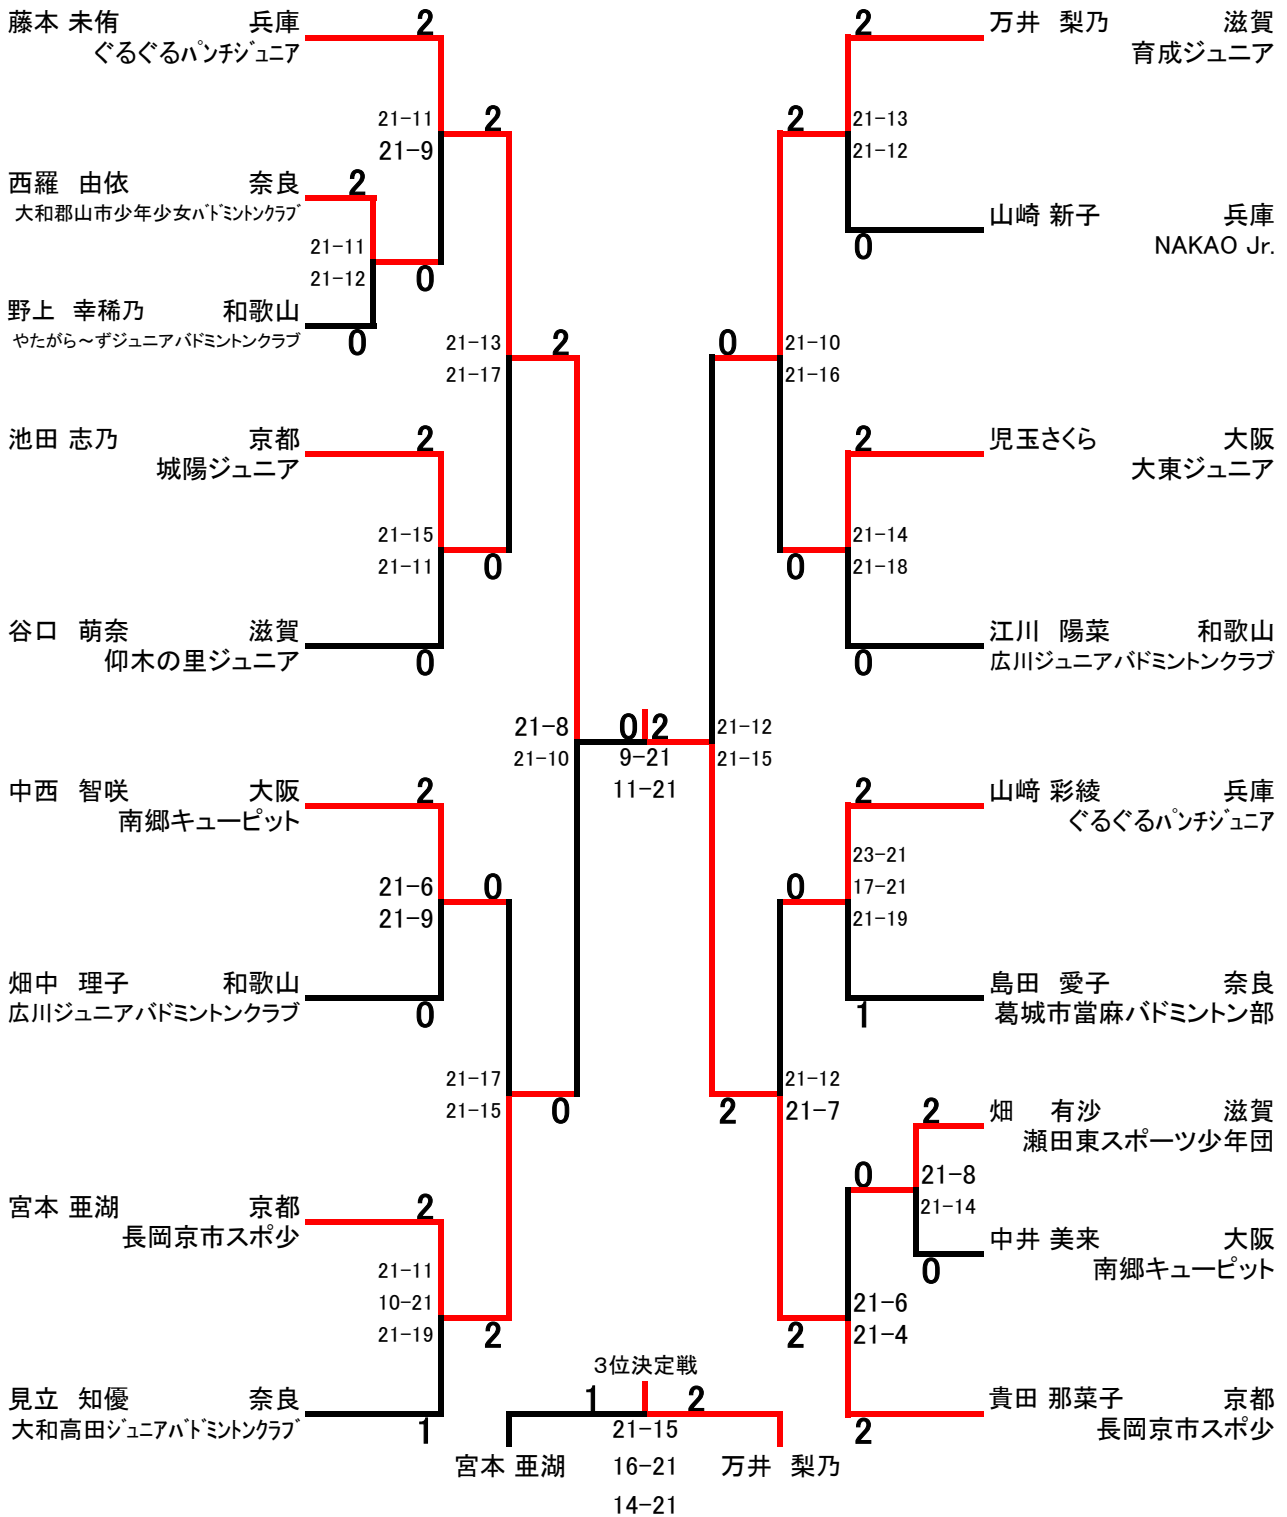 藤本 未侑 兵庫 2
ぐるぐるパンチジュニア
21-11
21-9
2
西羅 由依 奈良 2
大和郡山市少年少女バドミントンクラブ
21-11
21-12
0
野上 幸稀乃 和歌山
やたがら～ずジュニアバドミントンクラブ
0
21-13
21-17
2
池田 志乃 京都 2
城陽ジュニア
21-15
21-11
0
谷口 萌奈 滋賀
仰木の里ジュニア
0
21-8
21-10
中西 智咲 大阪 2
南郷キューピット
21-6
21-9
0
畑中 理子 和歌山
広川ジュニアバドミントンクラブ
0
21-17
21-15
0
宮本 亜湖 京都 2
長岡京市スポ少
21-11
10-21
21-19
2
見立 知優 奈良
大和高田ジュニアバドミントンクラブ
1
0 2
9-21
11-21
2 万井 梨乃 滋賀
育成ジュニア
2
21-13
21-12
山崎 新子 兵庫
0
NAKAO Jr.
0
21-10
21-16
2 児玉さくら 大阪
大東ジュニア
21-14
21-18
0
江川 陽菜 和歌山
0
広川ジュニアバドミントンクラブ
21-12
21-15
2 山﨑 彩綾 兵庫
ぐるぐるパンチジュニア
23-21
17-21
21-19
0
島田 愛子 奈良
1
葛城市當麻バドミントン部
21-12
21-7
2
2 畑 有沙 滋賀
瀬田東スポーツ少年団
0
21-8
21-14
中井 美来 大阪
0
南郷キューピット
21-6
21-4
2
貴田 那菜子 京都
2
長岡京市スポ少
3位決定戦
1 2
21-15
宮本 亜湖 16-21 万井 梨乃
14-21